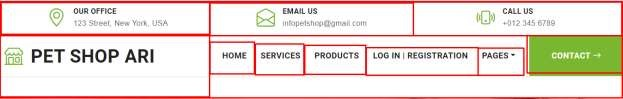 OUR OFFICE
123 Street, New York, USA
EMAIL US
infopetshop@gmail.com
CALL US
+012 345 6789
PET SHOP ARI
HOME
SERVICES
PRODUCTS
LOG IN | REGISTRATION
PAGES
CONTACT →